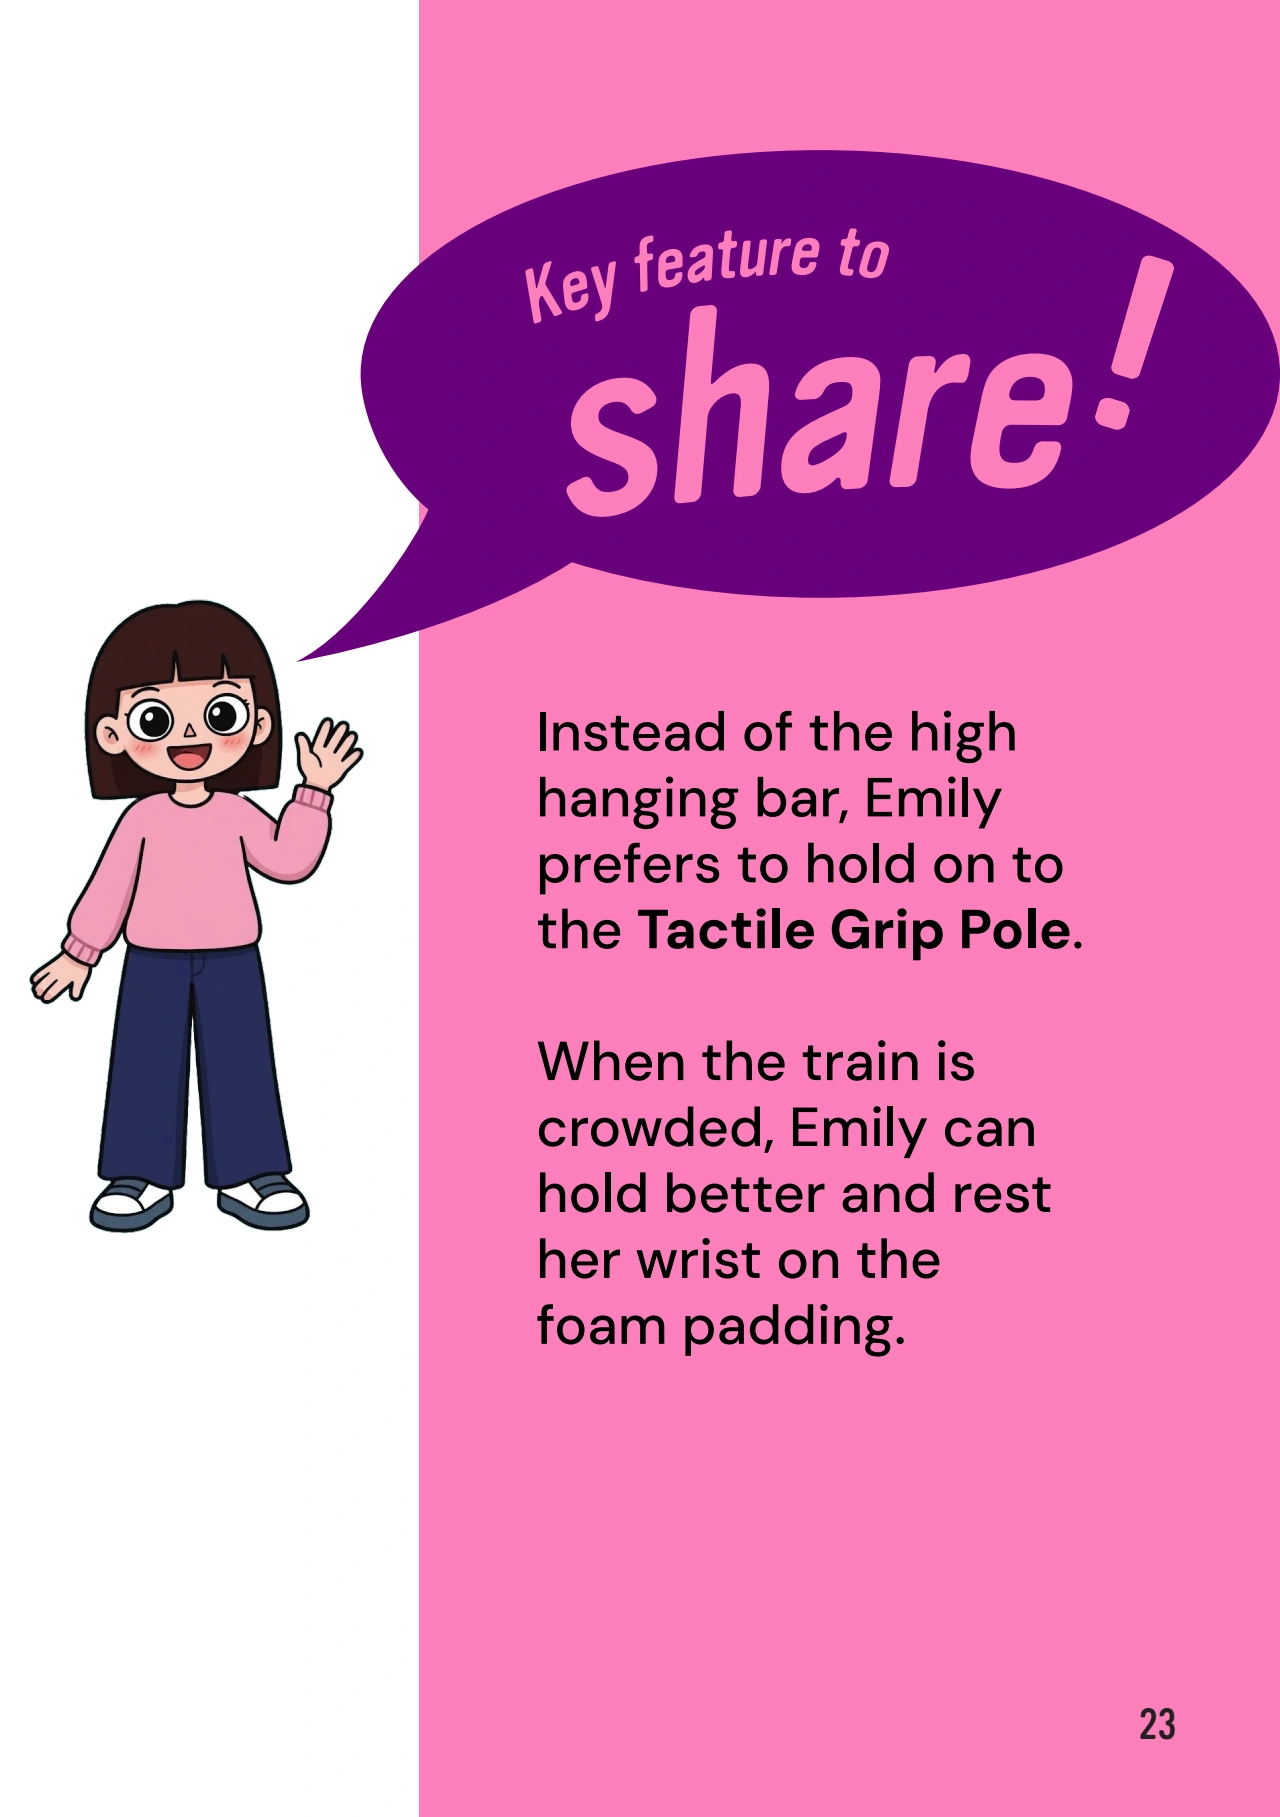 Key feature to
share!
Instead of the high
hanging bar, Emily
prefers to hold on to
the Tactile Grip Pole.
When the train is
crowded, Emily can
hold better and rest
her wrist on the
foam padding.
23